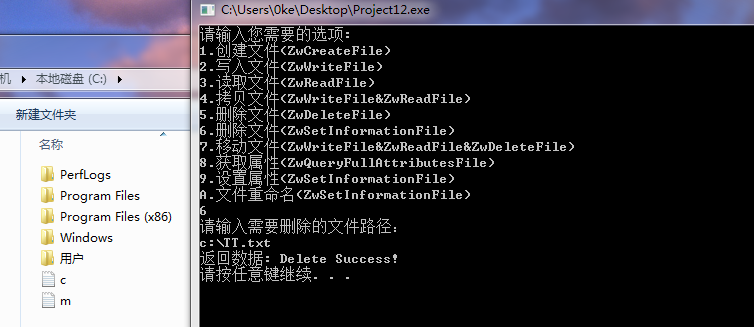 C:\Users\0ke\Desktop\Project12.exe
机 ▸ 本地磁盘 (C:) ▸
新建文件夹
名称
PerfLogs
Program Files
Program Files (x86)
Windows
用户
c
m
请输入您需要的选项:
1.创建文件(ZwCreateFile)
2.写入文件(ZwWriteFile)
3.读取文件(ZwReadFile)
4.拷贝文件(ZwWriteFile&ZwReadFile)
5.删除文件(ZwDeleteFile)
6.删除文件(ZwSetInformationFile)
7.移动文件(ZwWriteFile&ZwReadFile&ZwDeleteFile)
8.获取属性(ZwQueryFullAttributesFile)
9.设置属性(ZwSetInformationFile)
A.文件重命名(ZwSetInformationFile)
6
请输入需要删除的文件路径:
c:\TT.txt
返回数据: Delete Success!
请按任意键继续. . .